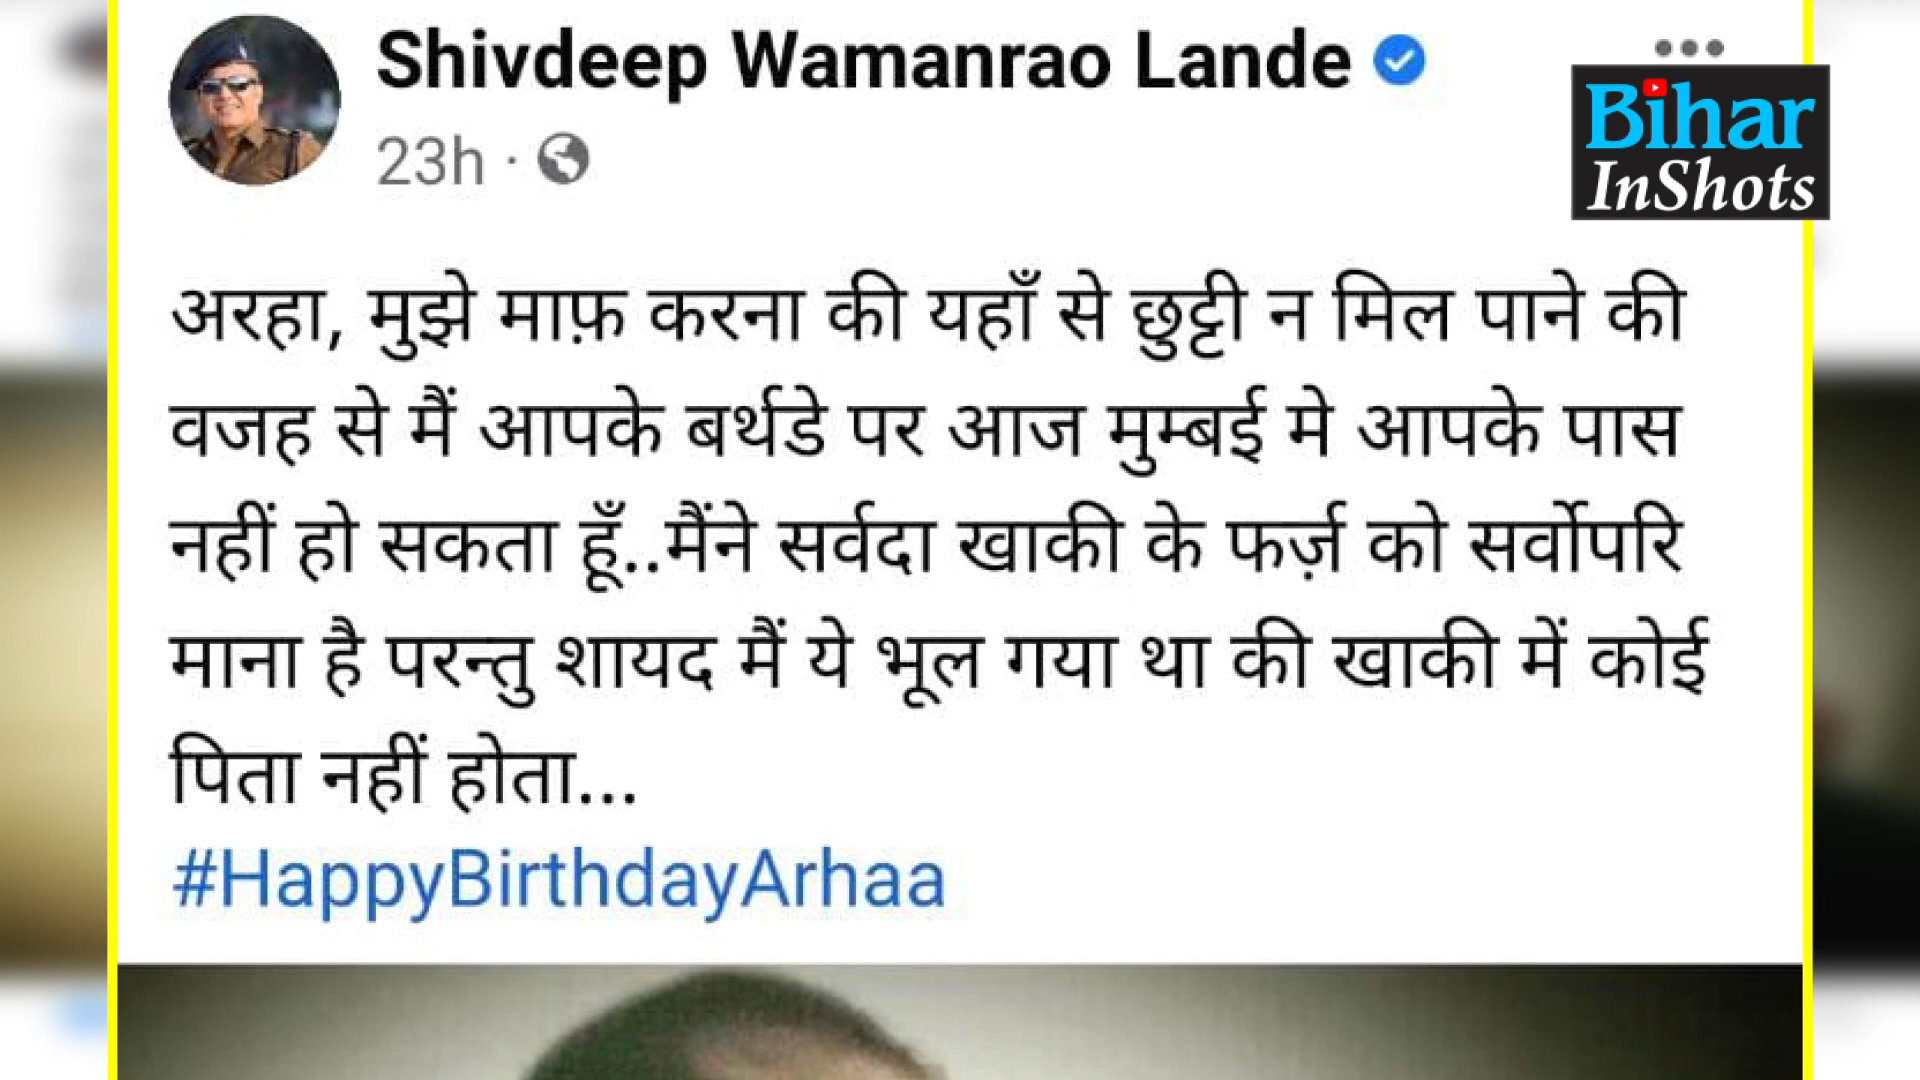 Shivdeep Wamanrao Lande
23h ·
Bihar
InShots
अरहा, मुझे माफ़ करना की यहाँ से छुट्टी न मिल पाने की
वजह से मैं आपके बर्थडे पर आज मुम्बई मे आपके पास
नहीं हो सकता हूँ..मैंने सर्वदा खाकी के फर्ज़ को सर्वोपरि
माना है परन्तु शायद मैं ये भूल गया था की खाकी में कोई
पिता नहीं होता...
#HappyBirthdayArhaa